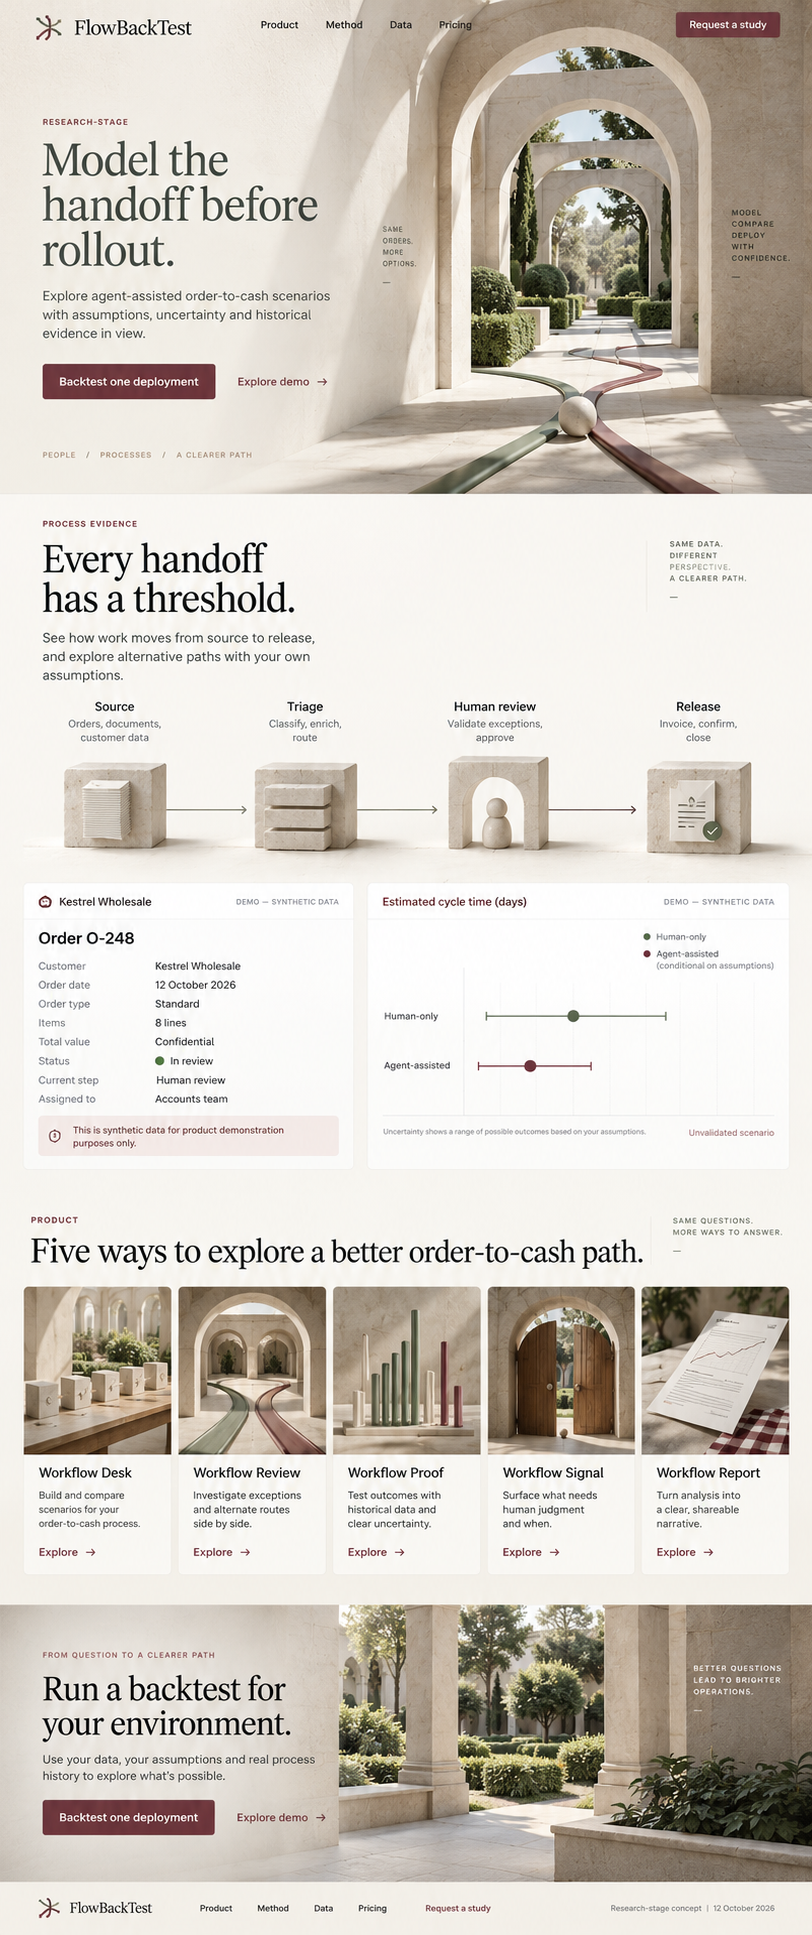 FlowBackTest
Product
Method
Data
Pricing
Request a study
RESEARCH-STAGE
Model the
handoff before
rollout.
Explore agent-assisted order-to-cash scenarios
with assumptions, uncertainty and historical
evidence in view.
Backtest one deployment
Explore demo →
PEOPLE / PROCESSES / A CLEARER PATH
SAME
ORDERS.
MORE
OPTIONS.
—
MODEL
COMPARE
DEPLOY
WITH
CONFIDENCE.
—
PROCESS EVIDENCE
Every handoff
has a threshold.
See how work moves from source to release,
and explore alternative paths with your own
assumptions.
SAME DATA.
DIFFERENT
PERSPECTIVE.
A CLEARER PATH.
—
Source
Orders, documents,
customer data
Triage
Classify, enrich,
route
Human review
Validate exceptions,
approve
Release
Invoice, confirm,
close
Kestrel Wholesale
DEMO — SYNTHETIC DATA
Order O-248
Customer Kestrel Wholesale
Order date 12 October 2026
Order type Standard
Items 8 lines
Total value Confidential
Status In review
Current step Human review
Assigned to Accounts team
This is synthetic data for product demonstration
purposes only.
Estimated cycle time (days)
DEMO — SYNTHETIC DATA
Human-only
Agent-assisted
(conditional on assumptions)
Human-only
Agent-assisted
Uncertainty shows a range of possible outcomes based on your assumptions.
Unvalidated scenario
PRODUCT
Five ways to explore a better order-to-cash path.
SAME QUESTIONS.
MORE WAYS TO ANSWER.
—
Workflow Desk
Build and compare
scenarios for your
order-to-cash process.
Explore →
Workflow Review
Investigate exceptions
and alternate routes
side by side.
Explore →
Workflow Proof
Test outcomes with
historical data and
clear uncertainty.
Explore →
Workflow Signal
Surface what needs
human judgment
and when.
Explore →
Workflow Report
Turn analysis into
a clear, shareable
narrative.
Explore →
FROM QUESTION TO A CLEARER PATH
Run a backtest for
your environment.
Use your data, your assumptions and real process
history to explore what's possible.
Backtest one deployment
Explore demo →
BETTER QUESTIONS
LEAD TO BRIGHTER
OPERATIONS.
—
FlowBackTest
Product
Method
Data
Pricing
Request a study
Research-stage concept | 12 October 2026